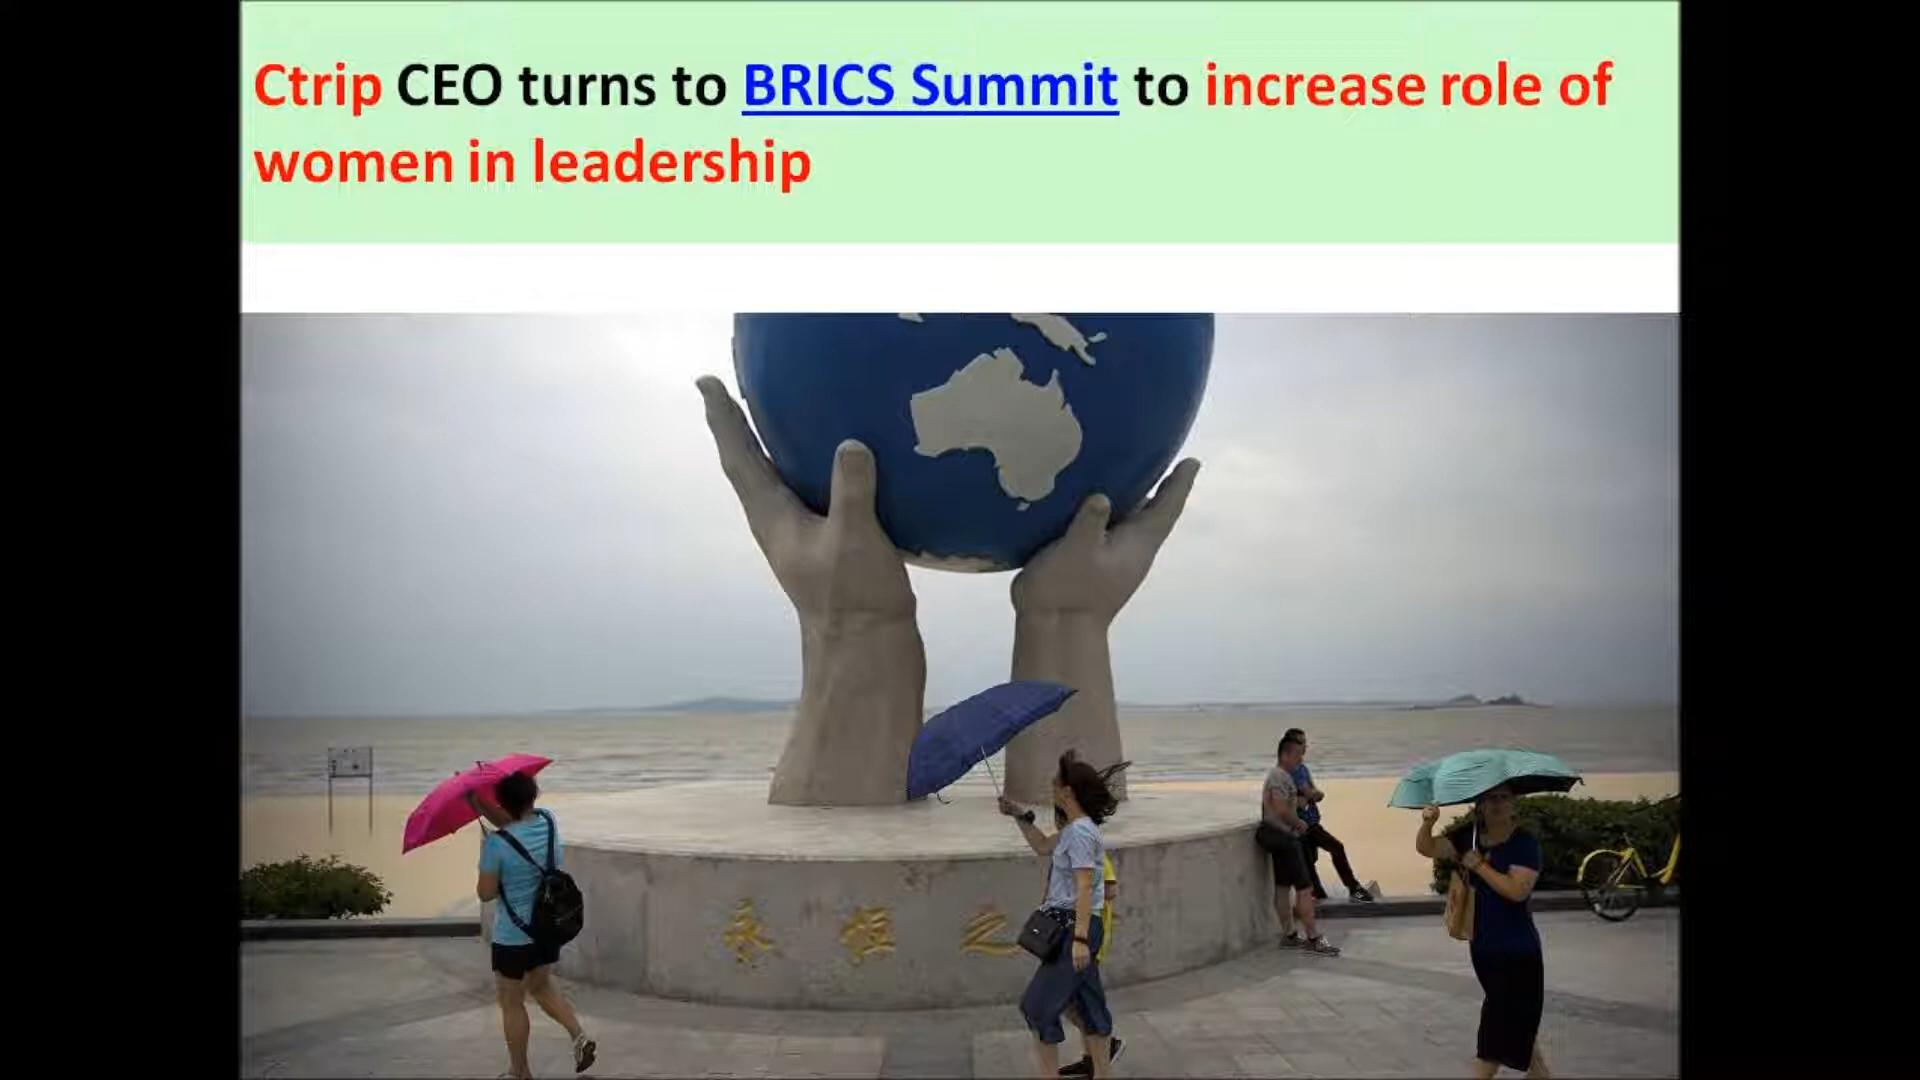 Ctrip CEO turns to BRICS Summit to increase role of
women in leadership
永恒之